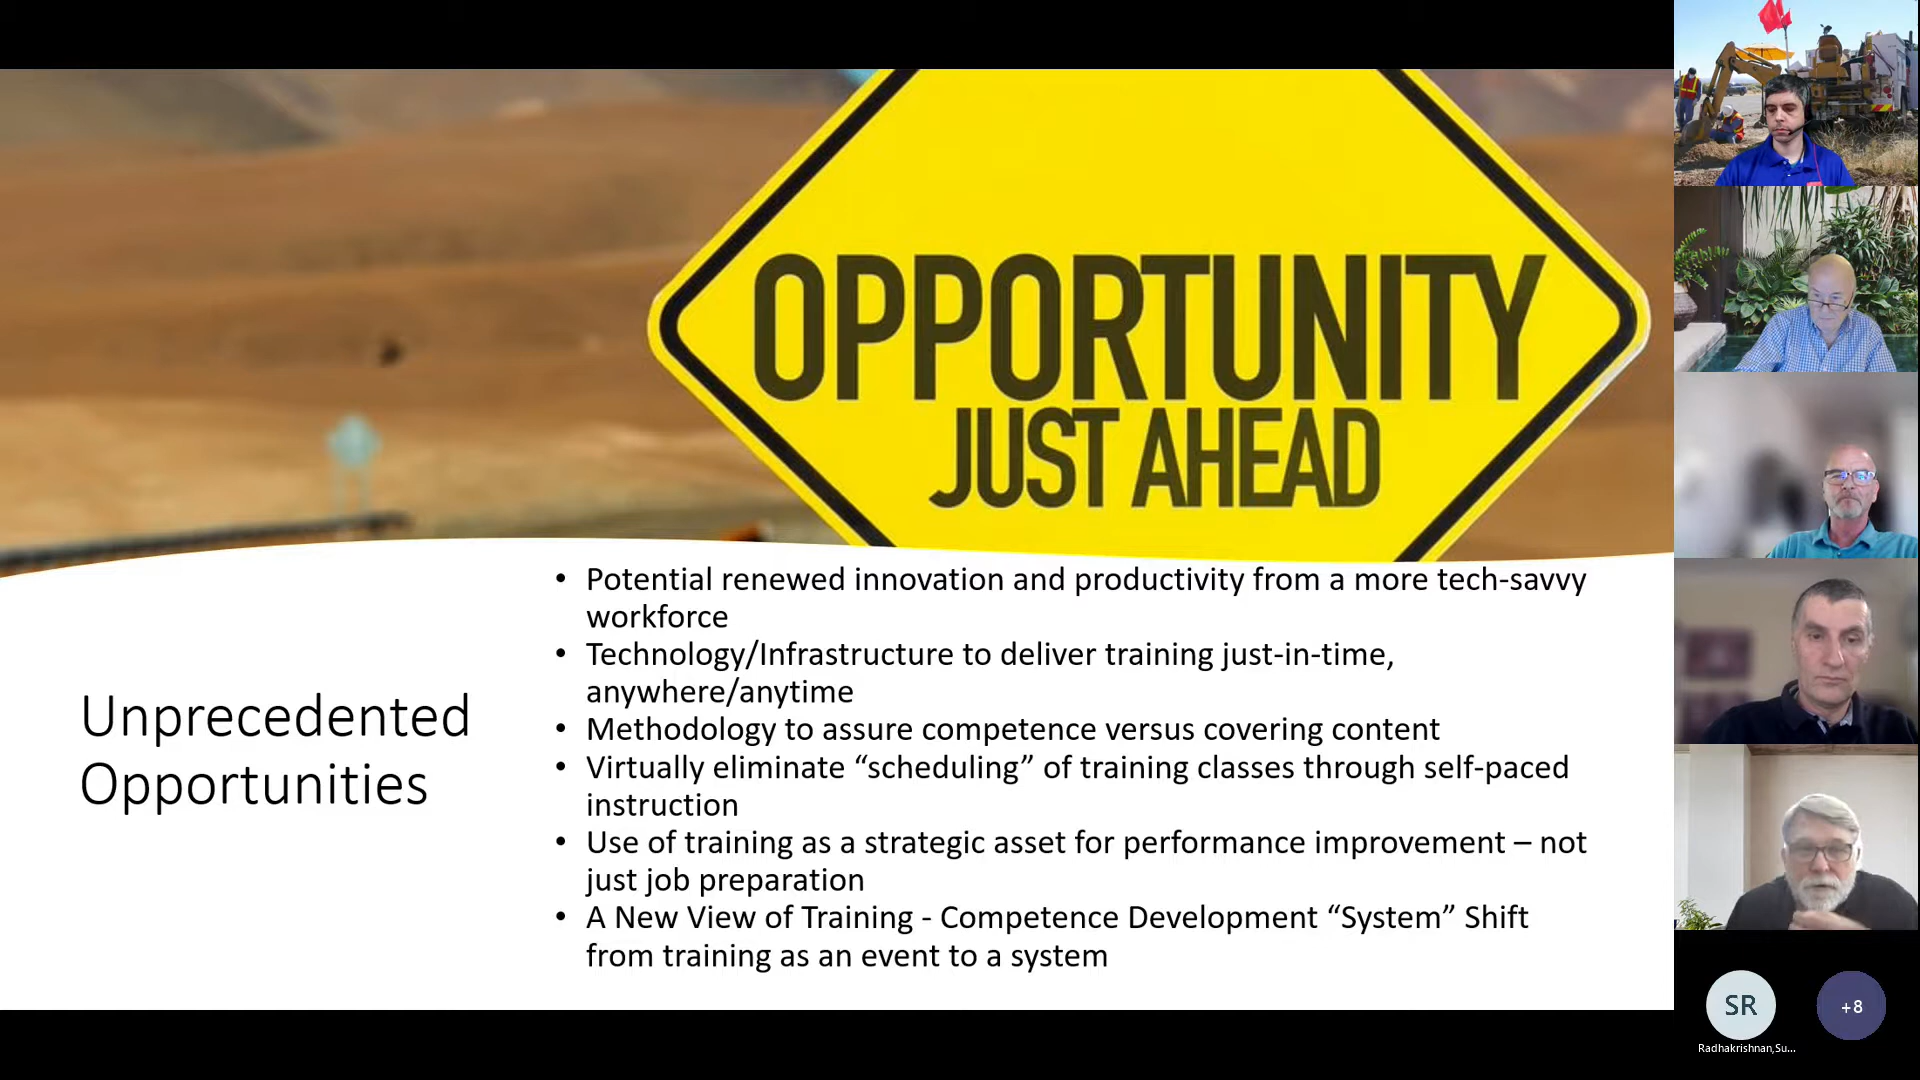 OPPORTUNITY
JUST AHEAD
Unprecedented
Opportunities
• Potential renewed innovation and productivity from a more tech-savvy
workforce
• Technology/Infrastructure to deliver training just-in-time,
anywhere/anytime
• Methodology to assure competence versus covering content
• Virtually eliminate “scheduling” of training classes through self-paced
instruction
• Use of training as a strategic asset for performance improvement – not
just job preparation
• A New View of Training - Competence Development “System” Shift
from training as an event to a system
SR
+8
Radhakrishnan,Su...